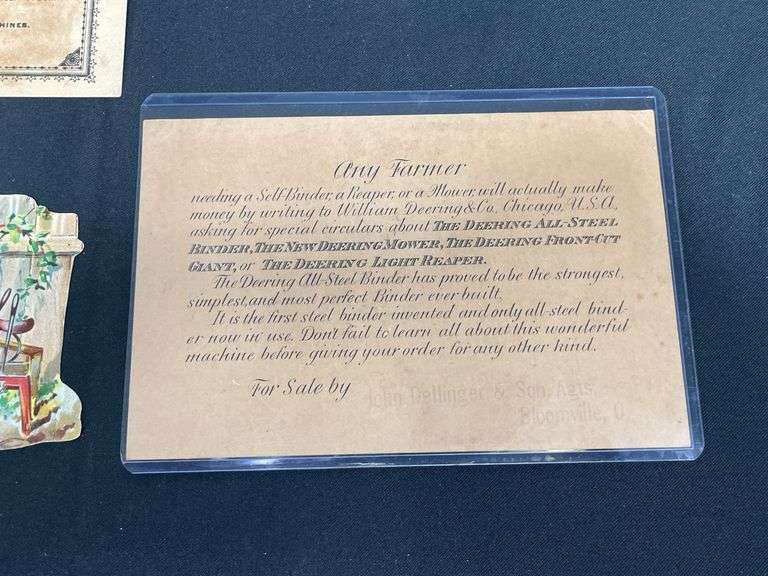 HINES.
Any Farmer
needing a Self-Binder, a Reaper, or a Mower, will actually make
money by writing to William Deering & Co., Chicago, U.S.A.,
asking for special circulars about THE DEERING ALL-STEEL
BINDER, THE NEW DEERING MOWER, THE DEERING FRONT-CUT
GIANT, or THE DEERING LIGHT REAPER.
The Deering All-Steel Binder has proved to be the strongest,
simplest, and most perfect Binder ever built.
It is the first steel binder invented and only all-steel bind-
er now in use. Don't fail to learn all about this wonderful
machine before giving your order for any other kind.
For Sale by John Dellinger & Son, Agts.
Bloomville, O.